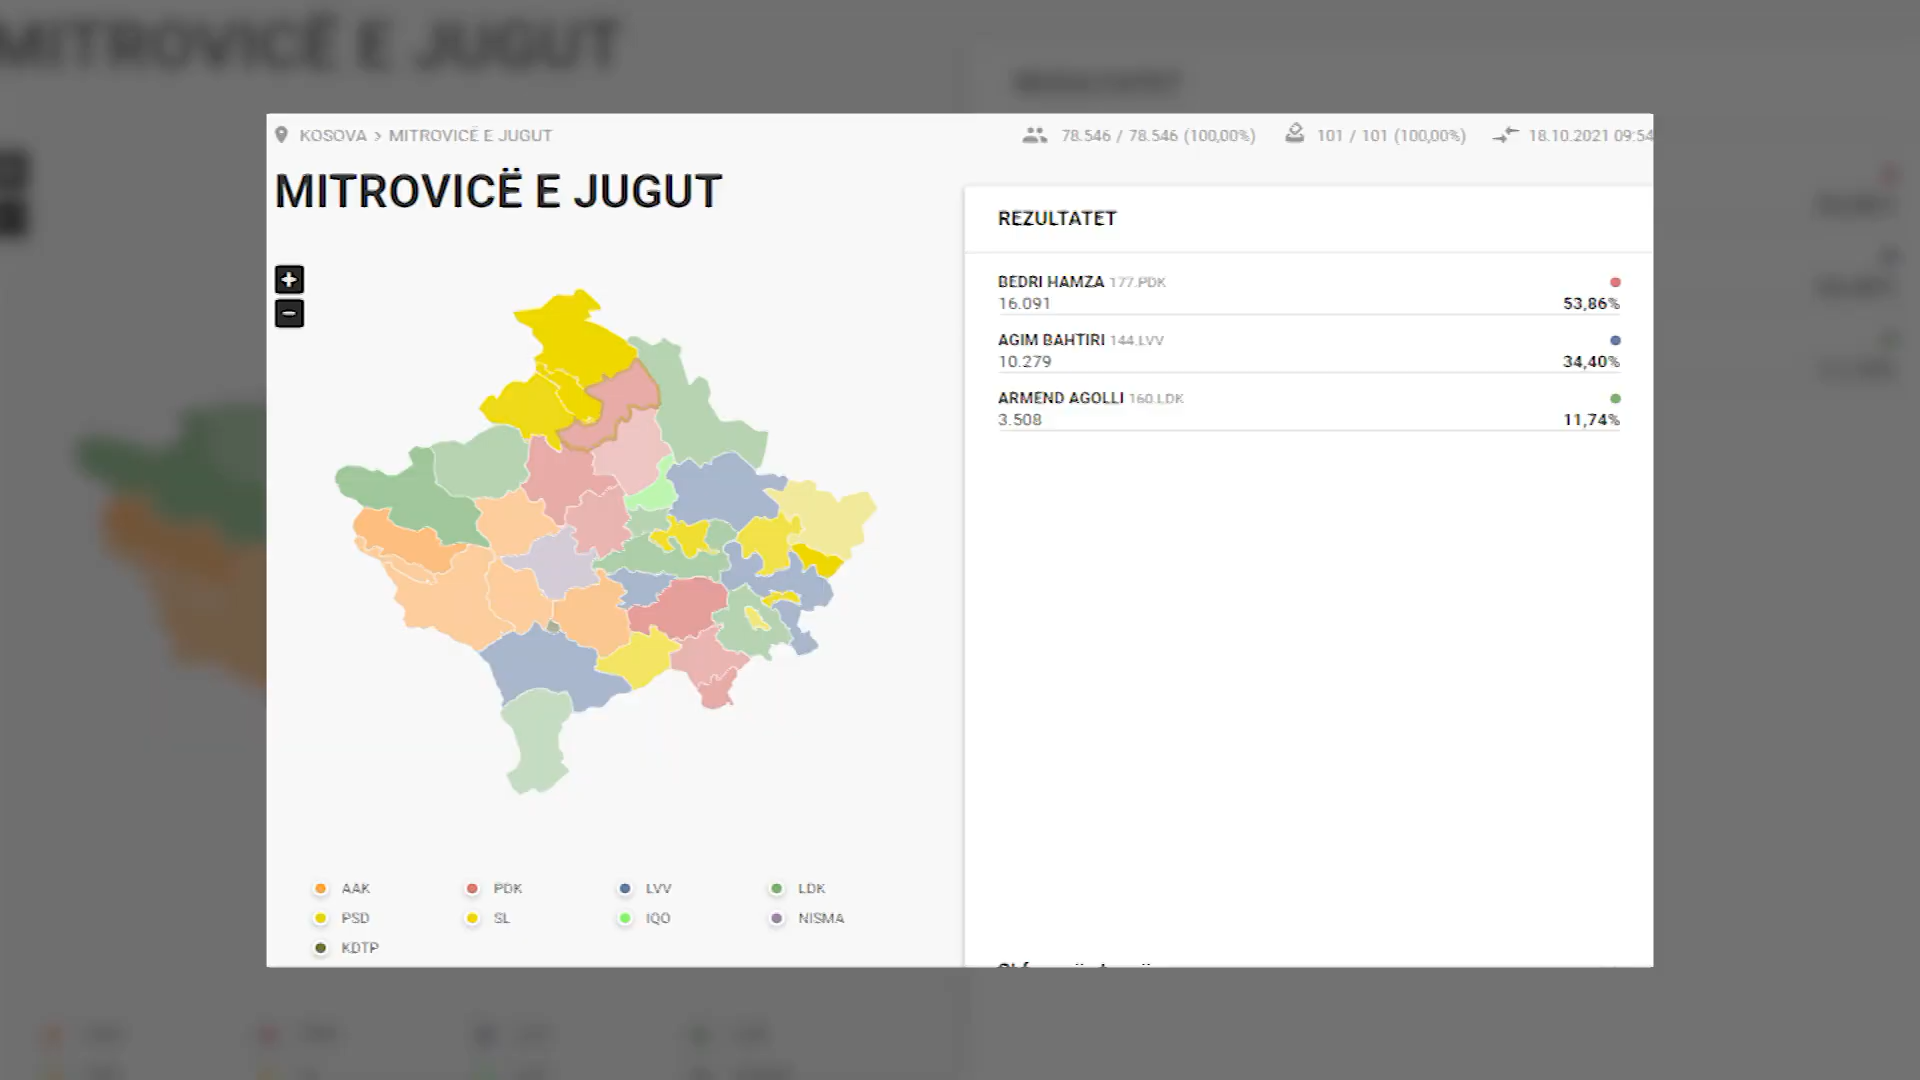 MITROVICË E JUGUT
KOSOVA > MITROVICË E JUGUT
78.546 / 78.546 (100,00%)
101 / 101 (100,00%)
18.10.2021 09:54
MITROVICË E JUGUT
+
-
REZULTATET
BEDRI HAMZA 177.PDK
16.091
53,86%
AGIM BAHTIRI 144.LVV
10.279
34,40%
ARMEND AGOLLI 160.LDK
3.508
11,74%
AAK
PDK
LVV
LDK
PSD
SL
IQO
NISMA
KDTP